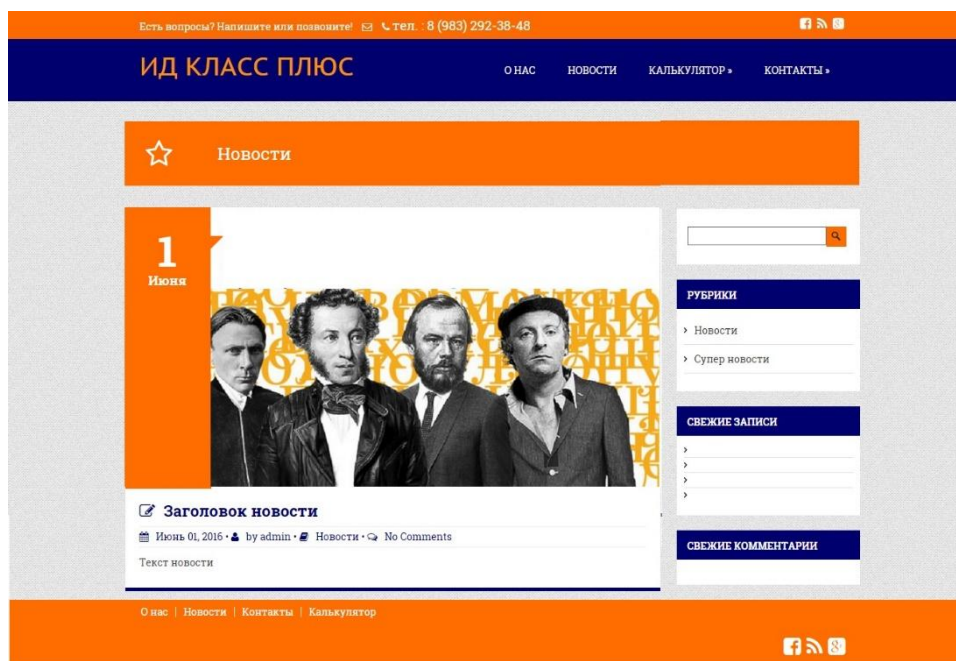 Есть вопросы? Напишите или позвоните! тел. : 8 (983) 292-38-48
ИД КЛАСС ПЛЮС
О НАС НОВОСТИ КАЛЬКУЛЯТОР » КОНТАКТЫ »
Новости
1
Июня
РУБРИКИ
Новости
Супер новости
СВЕЖИЕ ЗАПИСИ
Заголовок новости
Июнь 01, 2016 • by admin • Новости • No Comments
Текст новости
СВЕЖИЕ КОММЕНТАРИИ
О нас | Новости | Контакты | Калькулятор